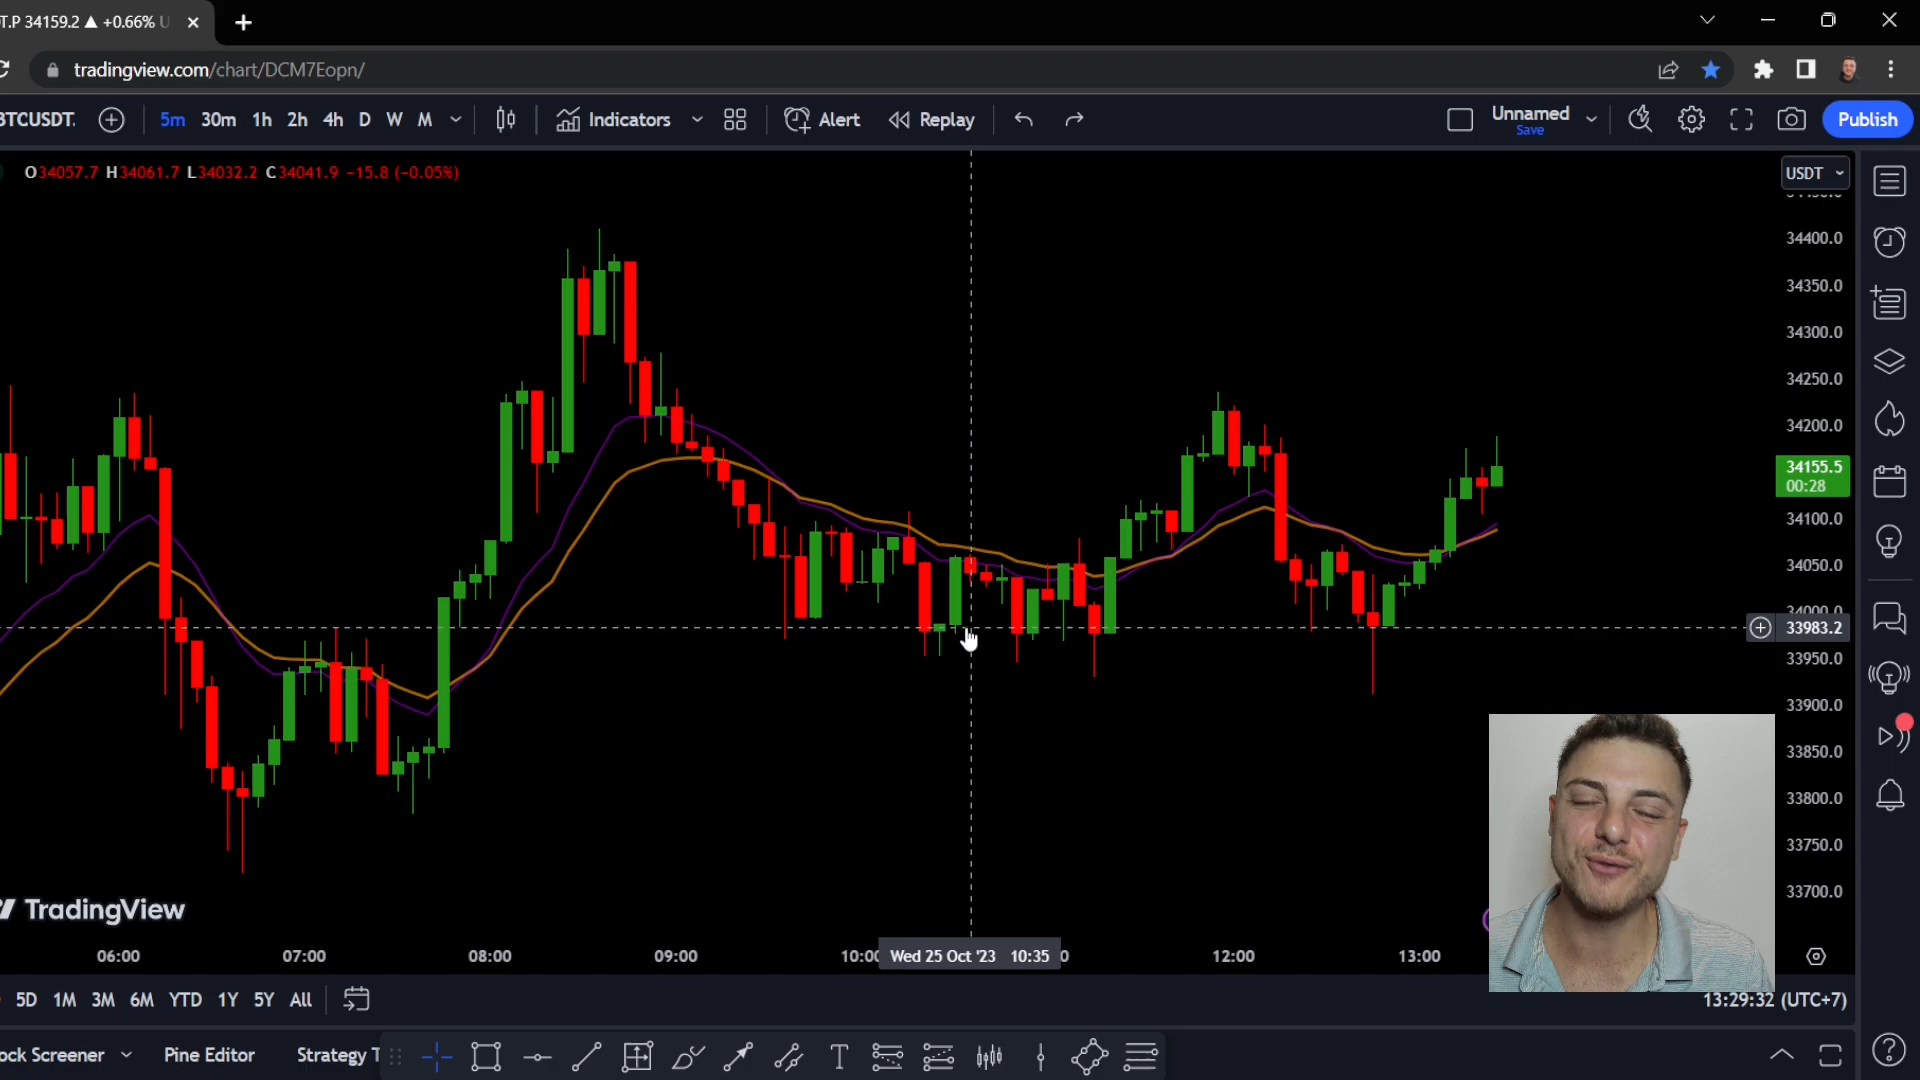 T.P 34159.2 ▲ +0.66% U
tradingview.com/chart/DCM7Eopn/
BTCUSDT. 5m 30m 1h 2h 4h D W M Indicators Alert Replay Unnamed Save Publish
O34057.7 H34061.7 L34032.2 C34041.9 -15.8 (-0.05%)
USDT
34400.0
34350.0
34300.0
34250.0
34200.0
34155.5
00:28
34100.0
34050.0
34000.0
33983.2
33950.0
33900.0
33850.0
33800.0
33750.0
33700.0
TradingView
06:00 07:00 08:00 09:00 10:00 Wed 25 Oct '23 10:35 12:00 13:00
5D 1M 3M 6M YTD 1Y 5Y All 13:29:32 (UTC+7)
ock Screener Pine Editor Strategy T